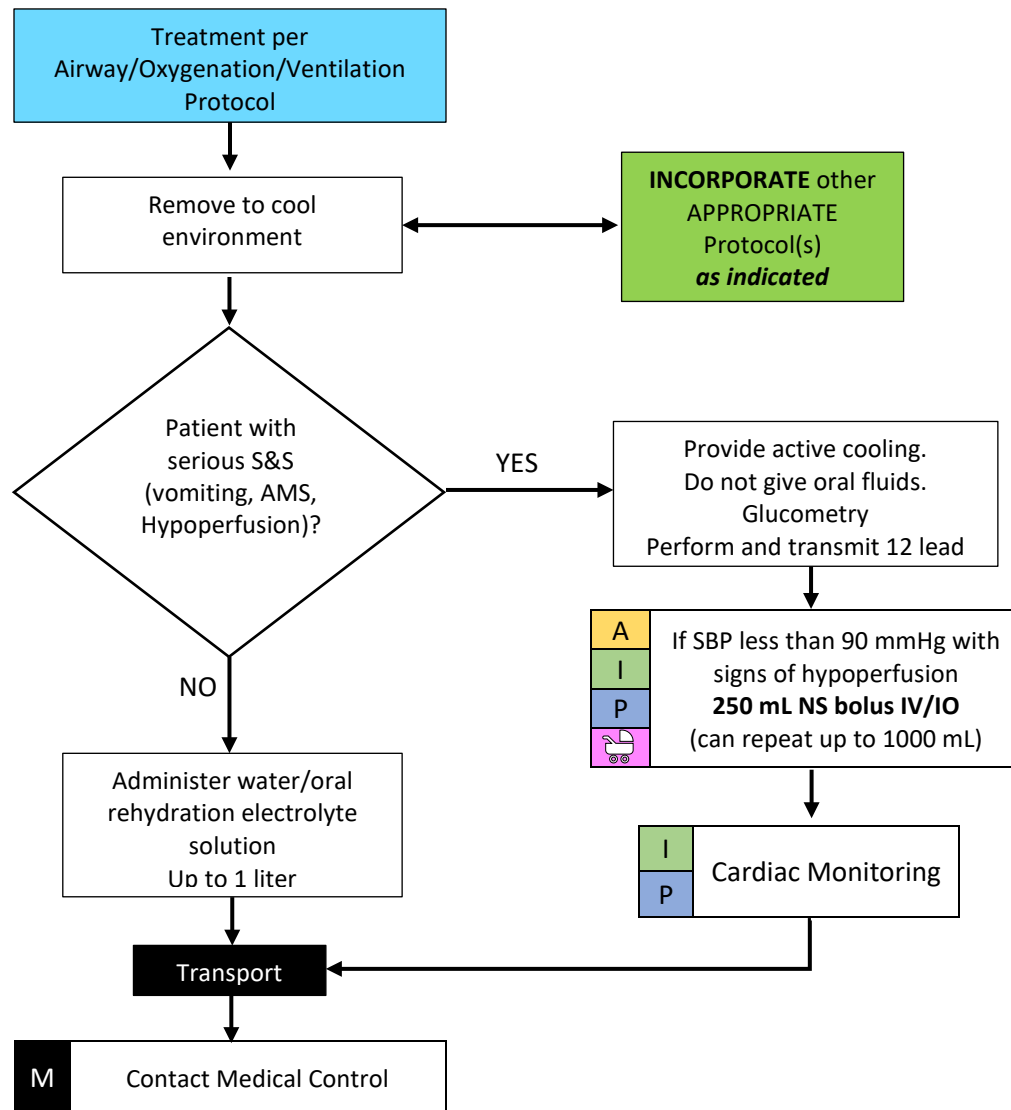 Treatment per
Airway/Oxygenation/Ventilation
Protocol
Remove to cool
environment
INCORPORATE other
APPROPRIATE
Protocol(s)
as indicated
Patient with
serious S&S
(vomiting, AMS,
Hypoperfusion)?
YES
Provide active cooling.
Do not give oral fluids.
Glucometry
Perform and transmit 12 lead
A
I
P
If SBP less than 90 mmHg with
signs of hypoperfusion
250 mL NS bolus IV/IO
(can repeat up to 1000 mL)
NO
Administer water/oral
rehydration electrolyte
solution
Up to 1 liter
I
P
Cardiac Monitoring
Transport
M
Contact Medical Control